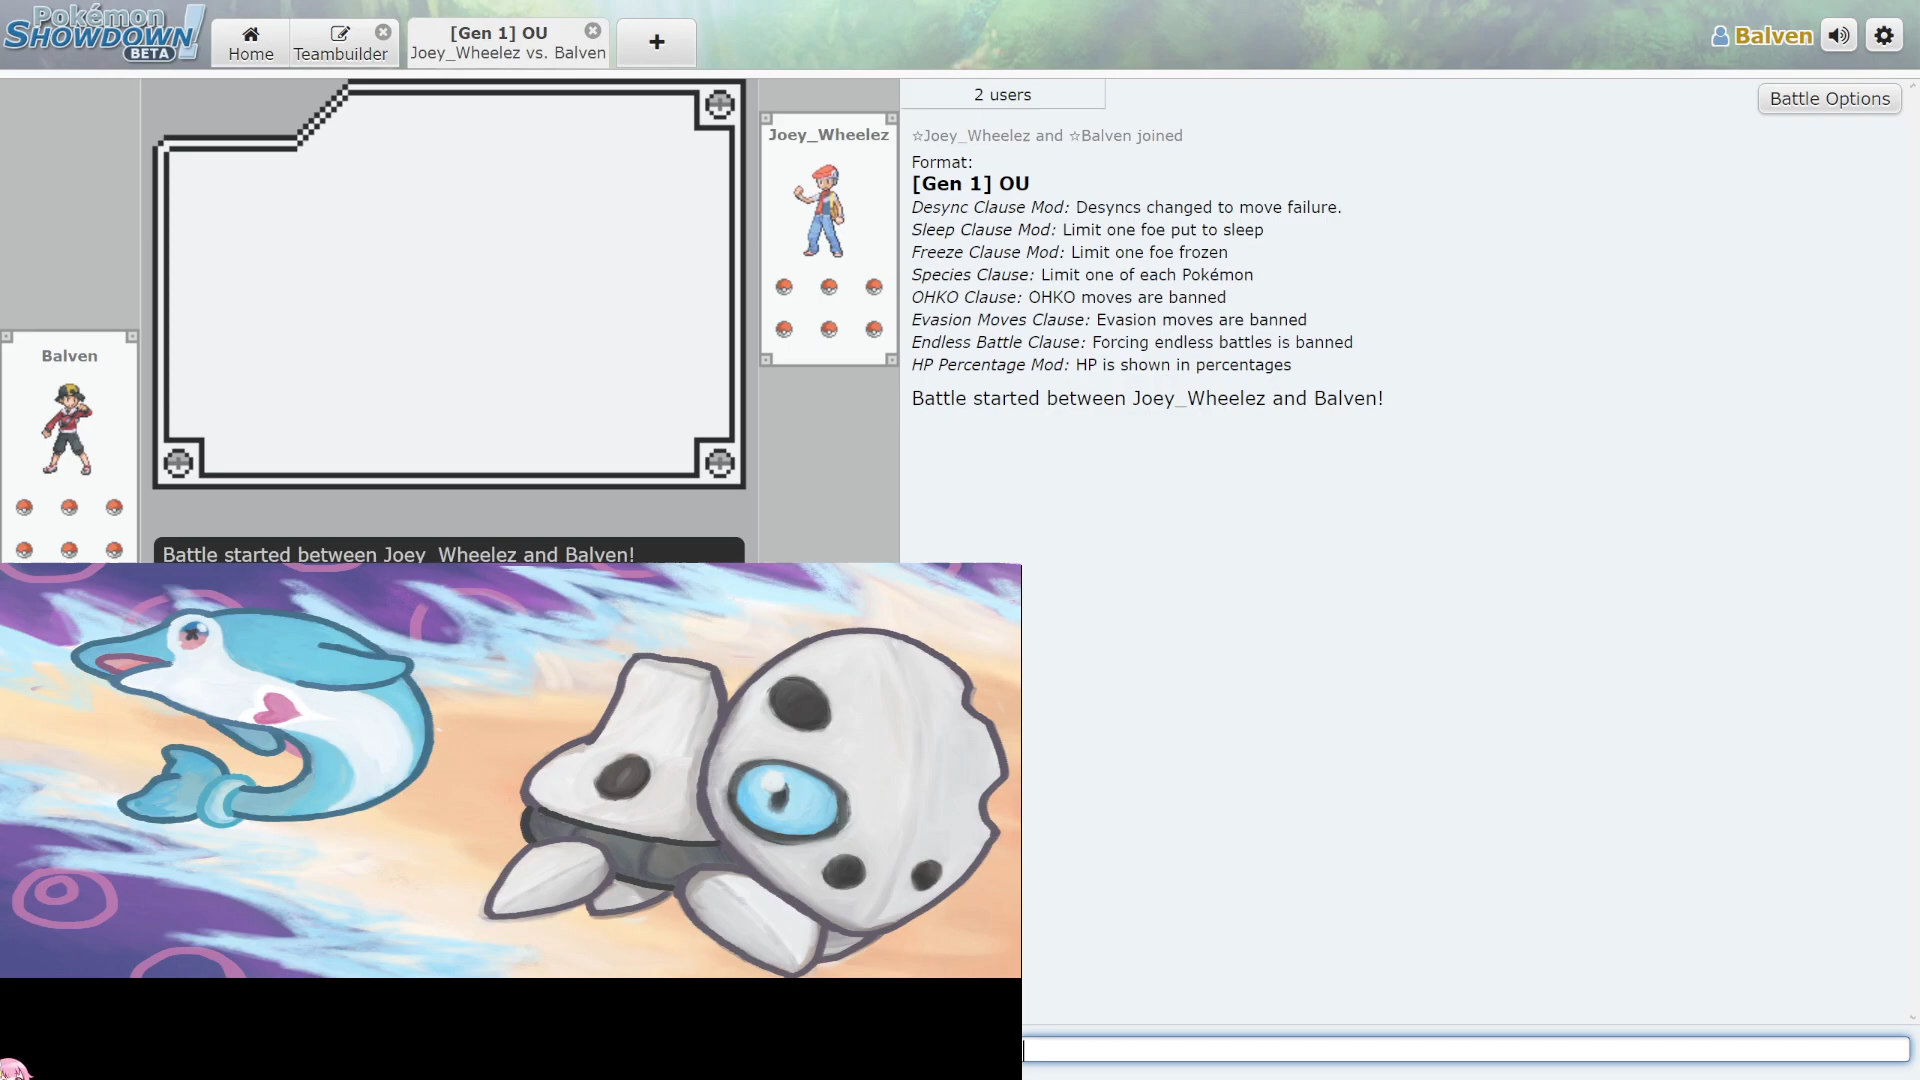 Pokémon
SHOWDOWN!
BETA
Home
Teambuilder
[Gen 1] OU
Joey_Wheelez vs. Balven
+
Balven
2 users
Battle Options
☆Joey_Wheelez and ☆Balven joined
Format:
[Gen 1] OU
Desync Clause Mod: Desyncs changed to move failure.
Sleep Clause Mod: Limit one foe put to sleep
Freeze Clause Mod: Limit one foe frozen
Species Clause: Limit one of each Pokémon
OHKO Clause: OHKO moves are banned
Evasion Moves Clause: Evasion moves are banned
Endless Battle Clause: Forcing endless battles is banned
HP Percentage Mod: HP is shown in percentages
Battle started between Joey_Wheelez and Balven!
Joey_Wheelez
Balven
Battle started between Joey_Wheelez and Balven!